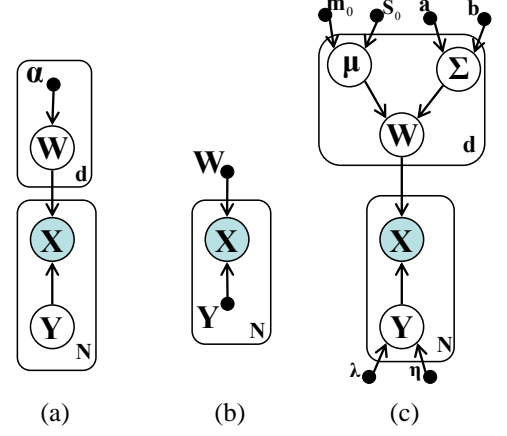 m₀ S₀ a b
α μ Σ
W W W d
d
X X X
Y Y Y
N N N
λ η
(a) (b) (c)